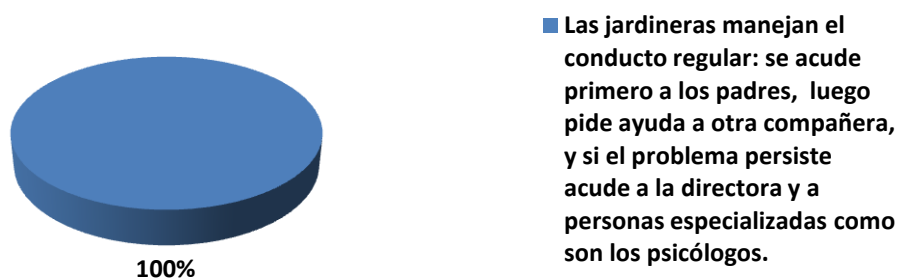 Las jardineras manejan el
conducto regular: se acude
primero a los padres, luego
pide ayuda a otra compañera,
y si el problema persiste
acude a la directora y a
personas especializadas como
son los psicólogos.
100%